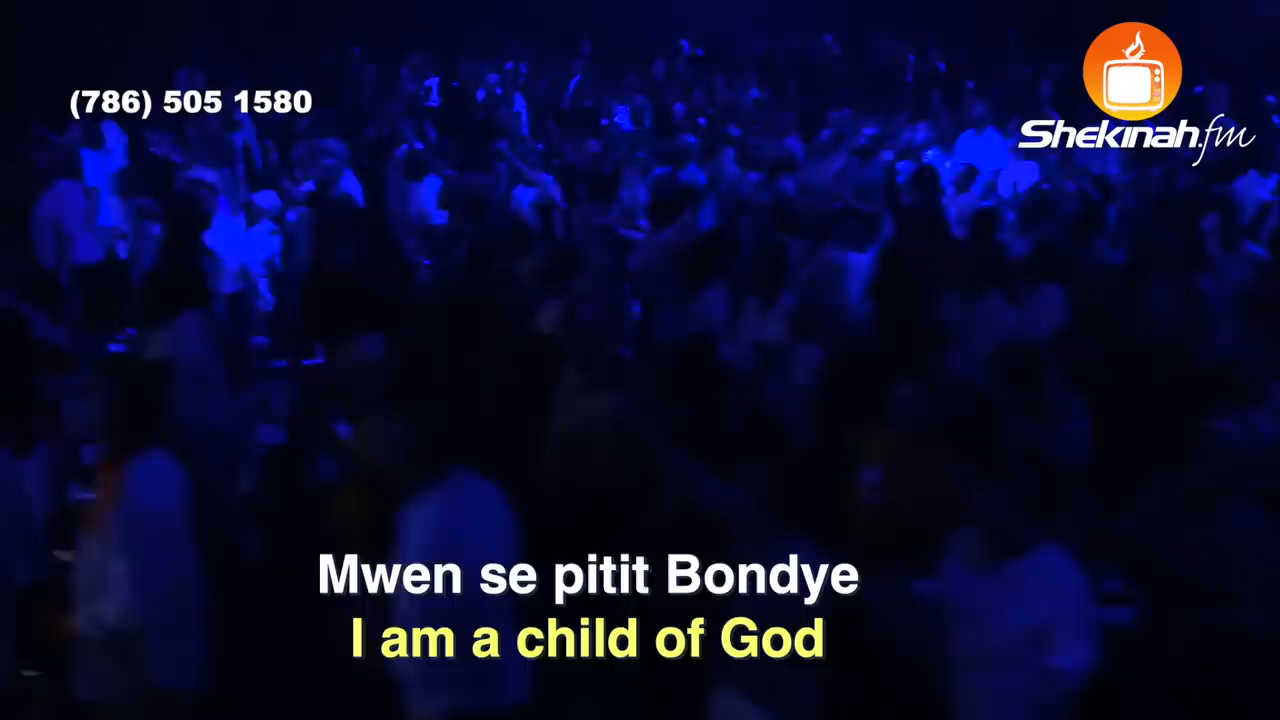 (786) 505 1580
Shekinah.fm
Mwen se pitit Bondye
I am a child of God